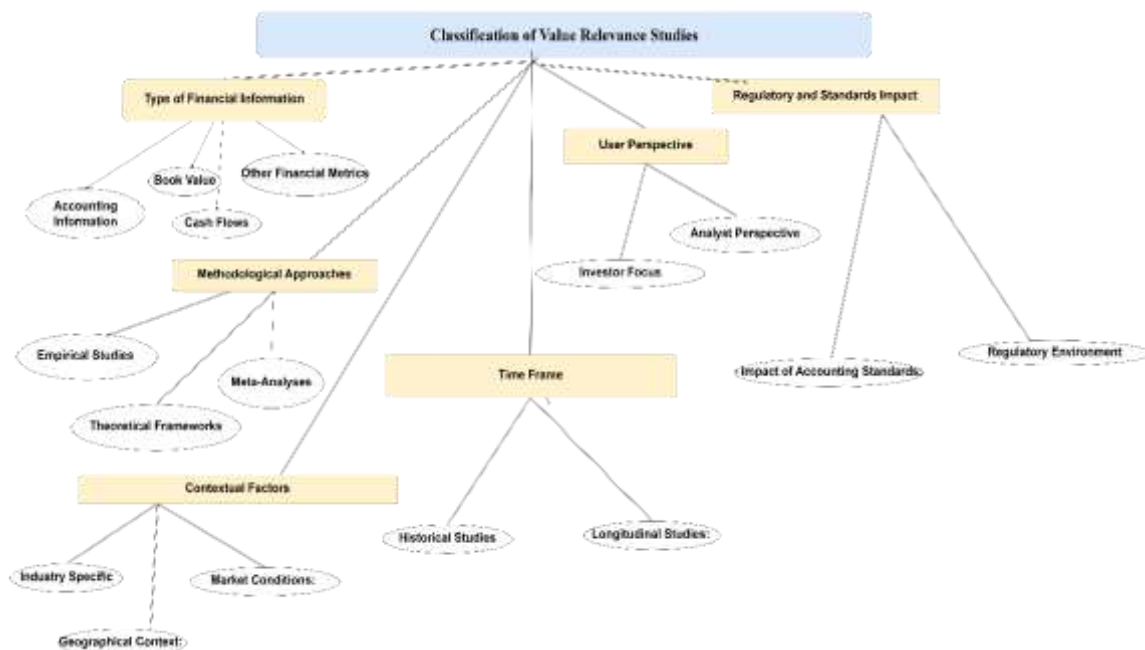 Classification of Value Relevance Studies
Type of Financial Information
Regulatory and Standards Impact
User Perspective
Book Value
Other Financial Metrics
Accounting
Information
Cash Flows
Analyst Perspective
Methodological Approaches
Investor Focus
Empirical Studies
Meta-Analyses
Time Frame
Impact of Accounting Standards:
Regulatory Environment
Theoretical Frameworks
Contextual Factors
Historical Studies
Longitudinal Studies:
Industry Specific
Market Conditions:
Geographical Context: